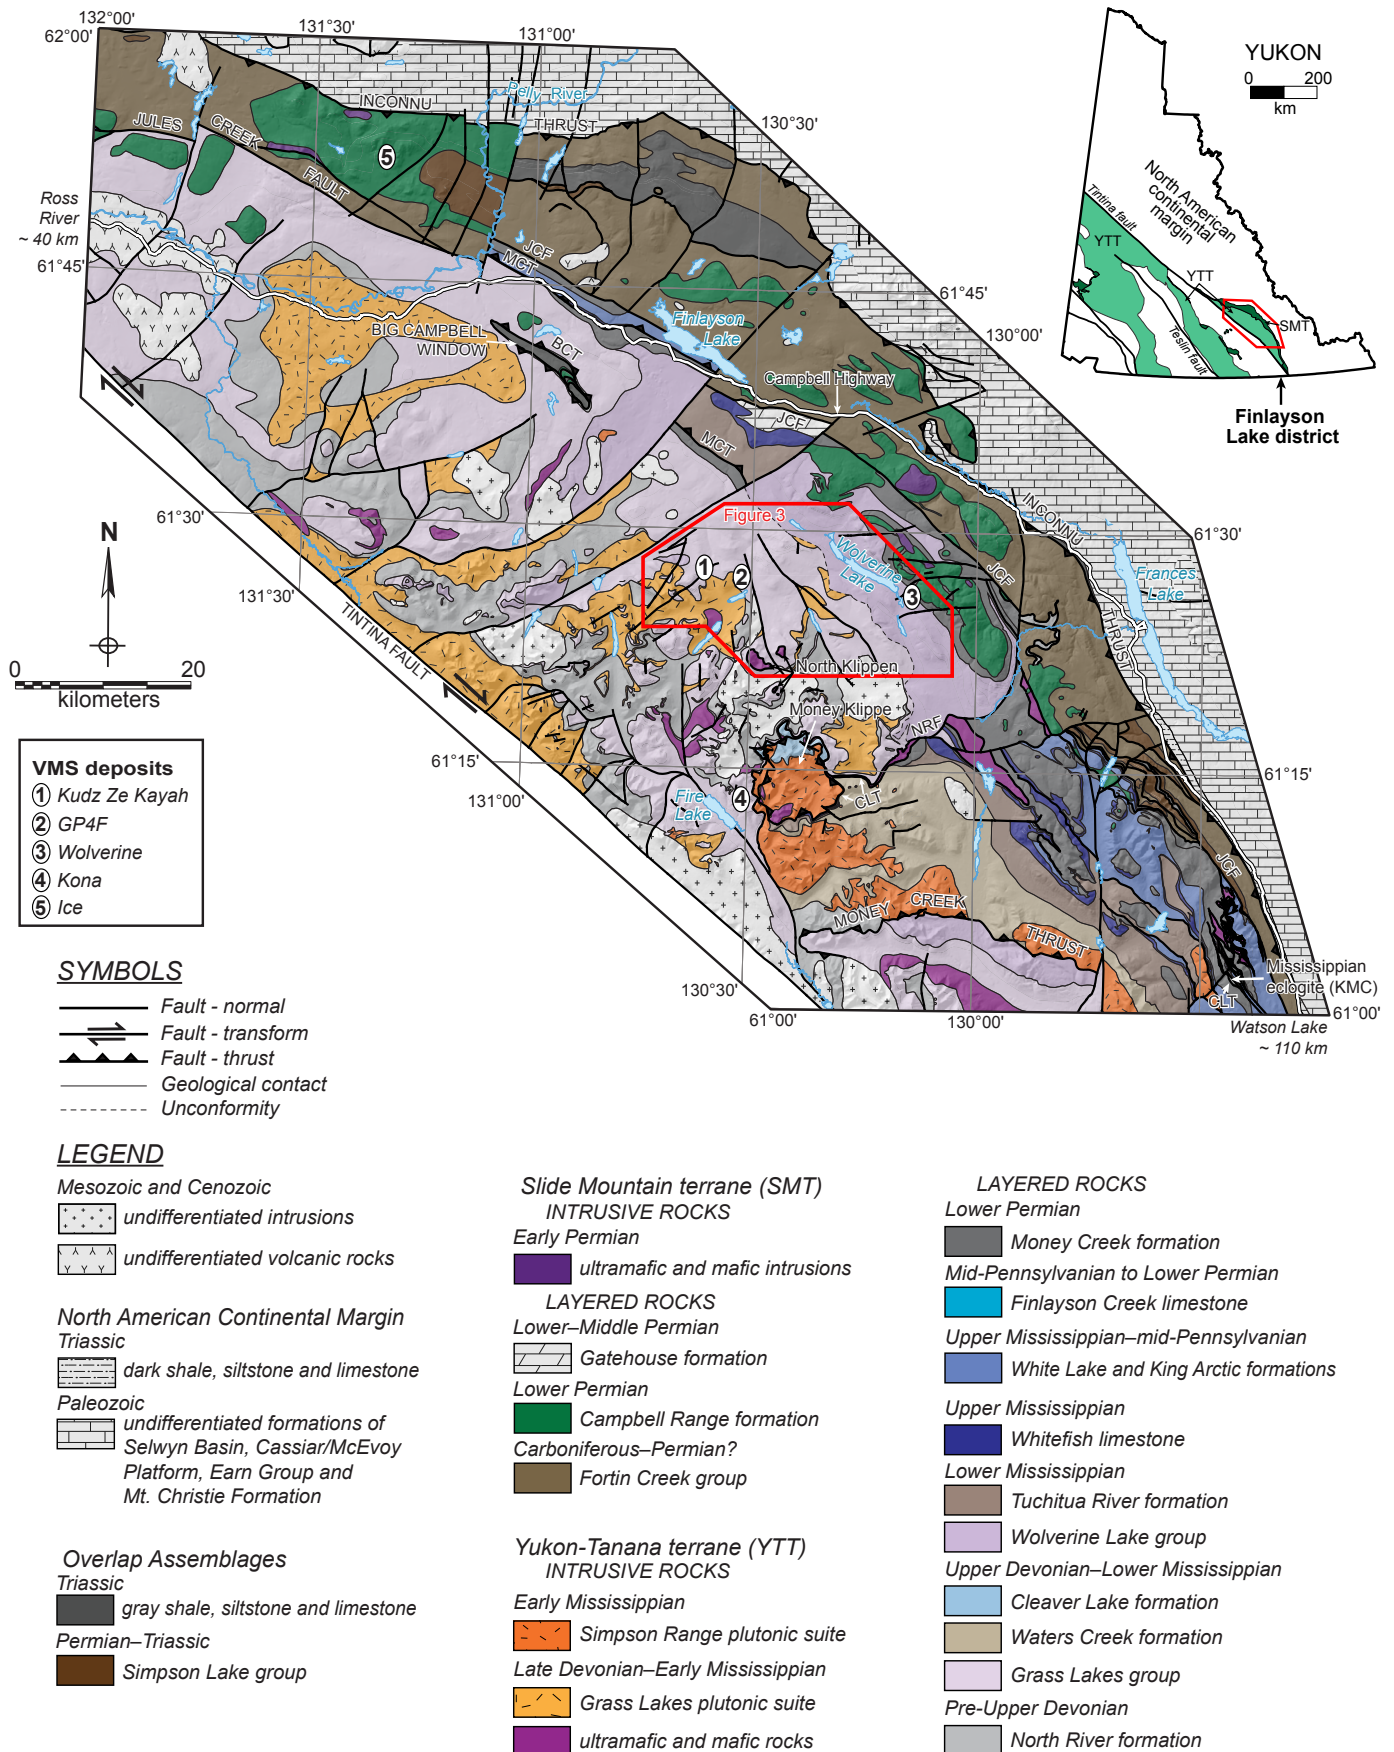 132°00'
62°00'
131°30'
131°00'
130°30'
YUKON
0 200
km
North American
continental
margin
Tintina fault
YTT
YTT
SMT
Teslin fault
Finlayson
Lake district
INCONNU
THRUST
Pelly River
JULES
CREEK
FAULT
5
Ross
River
~ 40 km
61°45'
JCF
MCT
61°45'
130°00'
BIG CAMPBELL
WINDOW
BCT
Finlayson
Lake
Campbell Highway
JCF
MCT
61°30'
Figure 3
INCONNU
61°30'
N
1
2
Wolverine
Lake
3
JCF
Frances
Lake
THRUST
131°30'
TINTINA FAULT
0 20
kilometers
North Klippen
Money Klippe
NRF
61°15'
61°15'
131°00'
Fire
Lake
4
CLT
JCF
MONEY CREEK
THRUST
130°30'
61°00'
130°00'
Mississippian
eclogite (KMC)
CLT
61°00'
Watson Lake
~ 110 km
VMS deposits
1 Kudz Ze Kayah
2 GP4F
3 Wolverine
4 Kona
5 Ice
SYMBOLS
Fault - normal
Fault - transform
Fault - thrust
Geological contact
Unconformity
LEGEND
Mesozoic and Cenozoic
undifferentiated intrusions
undifferentiated volcanic rocks
North American Continental Margin
Triassic
dark shale, siltstone and limestone
Paleozoic
undifferentiated formations of
Selwyn Basin, Cassiar/McEvoy
Platform, Earn Group and
Mt. Christie Formation
Overlap Assemblages
Triassic
gray shale, siltstone and limestone
Permian–Triassic
Simpson Lake group
Slide Mountain terrane (SMT)
INTRUSIVE ROCKS
Early Permian
ultramafic and mafic intrusions
LAYERED ROCKS
Lower–Middle Permian
Gatehouse formation
Lower Permian
Campbell Range formation
Carboniferous–Permian?
Fortin Creek group
Yukon-Tanana terrane (YTT)
INTRUSIVE ROCKS
Early Mississippian
Simpson Range plutonic suite
Late Devonian–Early Mississippian
Grass Lakes plutonic suite
ultramafic and mafic rocks
LAYERED ROCKS
Lower Permian
Money Creek formation
Mid-Pennsylvanian to Lower Permian
Finlayson Creek limestone
Upper Mississippian–mid-Pennsylvanian
White Lake and King Arctic formations
Upper Mississippian
Whitefish limestone
Lower Mississippian
Tuchitua River formation
Wolverine Lake group
Upper Devonian–Lower Mississippian
Cleaver Lake formation
Waters Creek formation
Grass Lakes group
Pre-Upper Devonian
North River formation